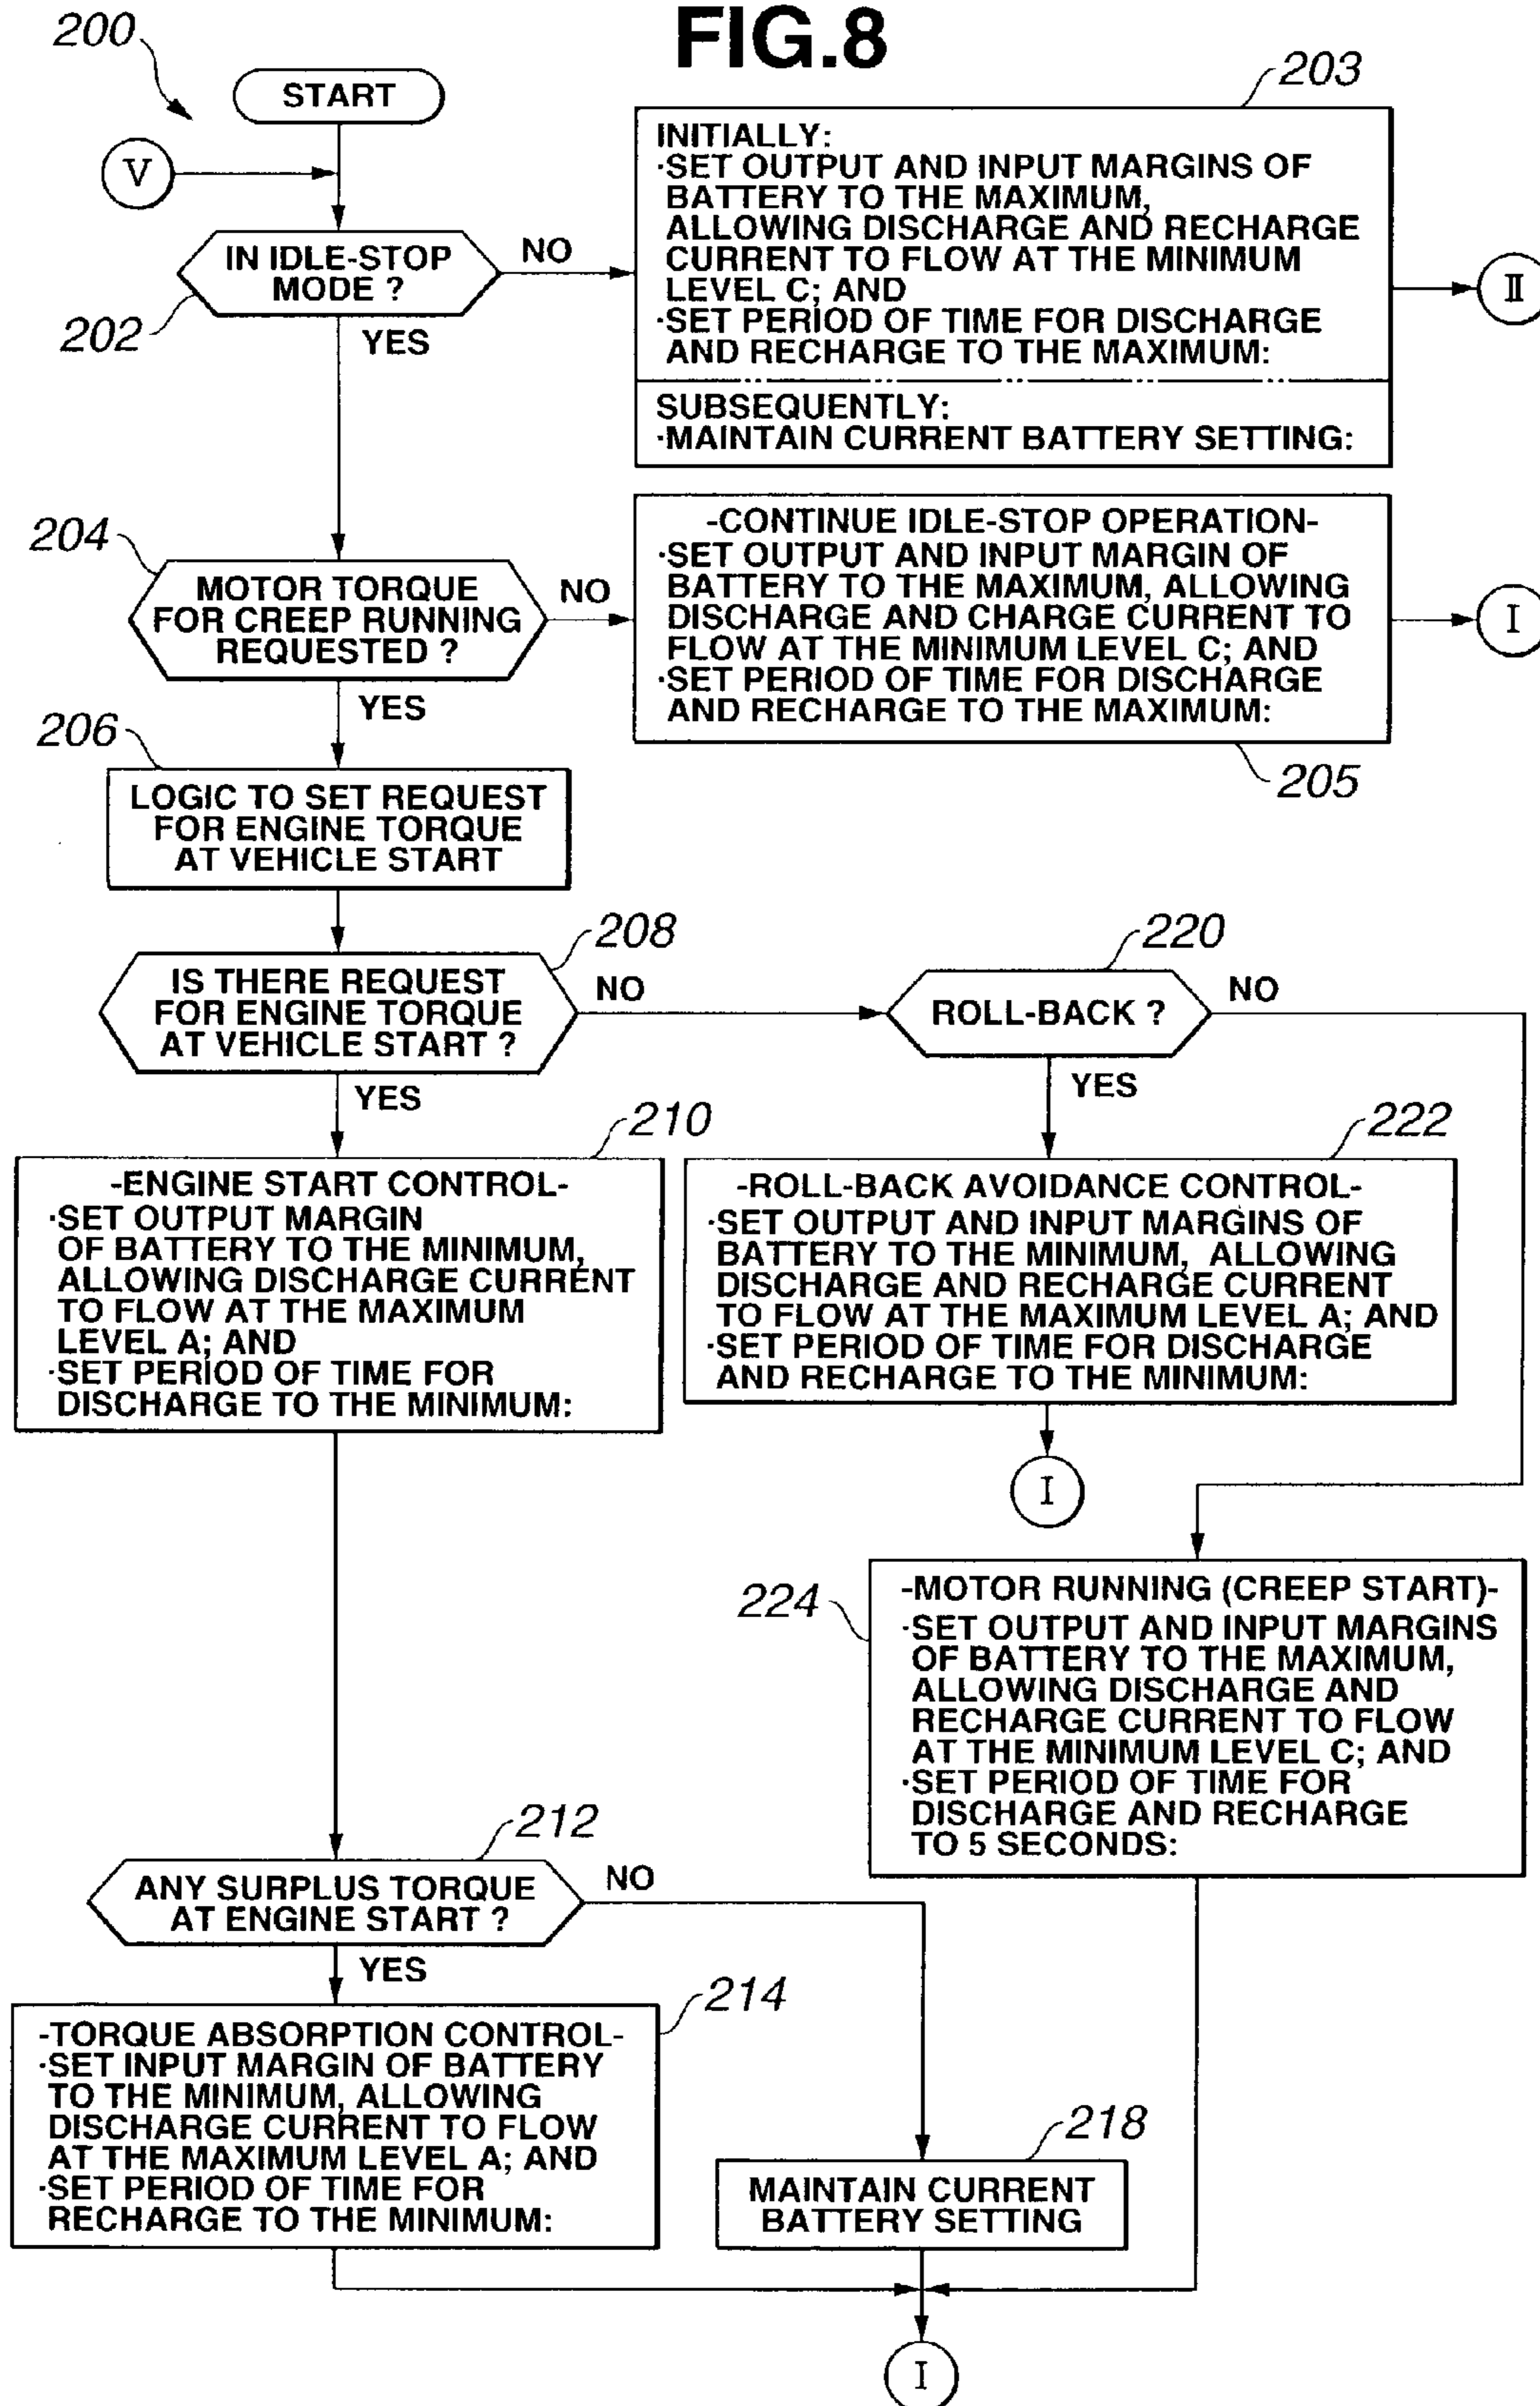 FIG.8
200
START
V
IN IDLE-STOP
MODE ?
202
NO
YES
203
INITIALLY:
·SET OUTPUT AND INPUT MARGINS OF
BATTERY TO THE MAXIMUM,
ALLOWING DISCHARGE AND RECHARGE
CURRENT TO FLOW AT THE MINIMUM
LEVEL C; AND
·SET PERIOD OF TIME FOR DISCHARGE
AND RECHARGE TO THE MAXIMUM:
SUBSEQUENTLY:
·MAINTAIN CURRENT BATTERY SETTING:
II
204
MOTOR TORQUE
FOR CREEP RUNNING
REQUESTED ?
NO
YES
-CONTINUE IDLE-STOP OPERATION-
·SET OUTPUT AND INPUT MARGIN OF
BATTERY TO THE MAXIMUM, ALLOWING
DISCHARGE AND CHARGE CURRENT TO
FLOW AT THE MINIMUM LEVEL C; AND
·SET PERIOD OF TIME FOR DISCHARGE
AND RECHARGE TO THE MAXIMUM:
205
I
206
LOGIC TO SET REQUEST
FOR ENGINE TORQUE
AT VEHICLE START
208
IS THERE REQUEST
FOR ENGINE TORQUE
AT VEHICLE START ?
NO
YES
220
ROLL-BACK ?
NO
YES
210
-ENGINE START CONTROL-
·SET OUTPUT MARGIN
OF BATTERY TO THE MINIMUM,
ALLOWING DISCHARGE CURRENT
TO FLOW AT THE MAXIMUM
LEVEL A; AND
·SET PERIOD OF TIME FOR
DISCHARGE TO THE MINIMUM:
222
-ROLL-BACK AVOIDANCE CONTROL-
·SET OUTPUT AND INPUT MARGINS OF
BATTERY TO THE MINIMUM, ALLOWING
DISCHARGE AND RECHARGE CURRENT
TO FLOW AT THE MAXIMUM LEVEL A; AND
·SET PERIOD OF TIME FOR DISCHARGE
AND RECHARGE TO THE MINIMUM:
I
224
-MOTOR RUNNING (CREEP START)-
·SET OUTPUT AND INPUT MARGINS
OF BATTERY TO THE MAXIMUM,
ALLOWING DISCHARGE AND
RECHARGE CURRENT TO FLOW
AT THE MINIMUM LEVEL C; AND
·SET PERIOD OF TIME FOR
DISCHARGE AND RECHARGE
TO 5 SECONDS:
212
ANY SURPLUS TORQUE
AT ENGINE START ?
NO
YES
214
-TORQUE ABSORPTION CONTROL-
·SET INPUT MARGIN OF BATTERY
TO THE MINIMUM, ALLOWING
DISCHARGE CURRENT TO FLOW
AT THE MAXIMUM LEVEL A; AND
·SET PERIOD OF TIME FOR
RECHARGE TO THE MINIMUM:
218
MAINTAIN CURRENT
BATTERY SETTING
I